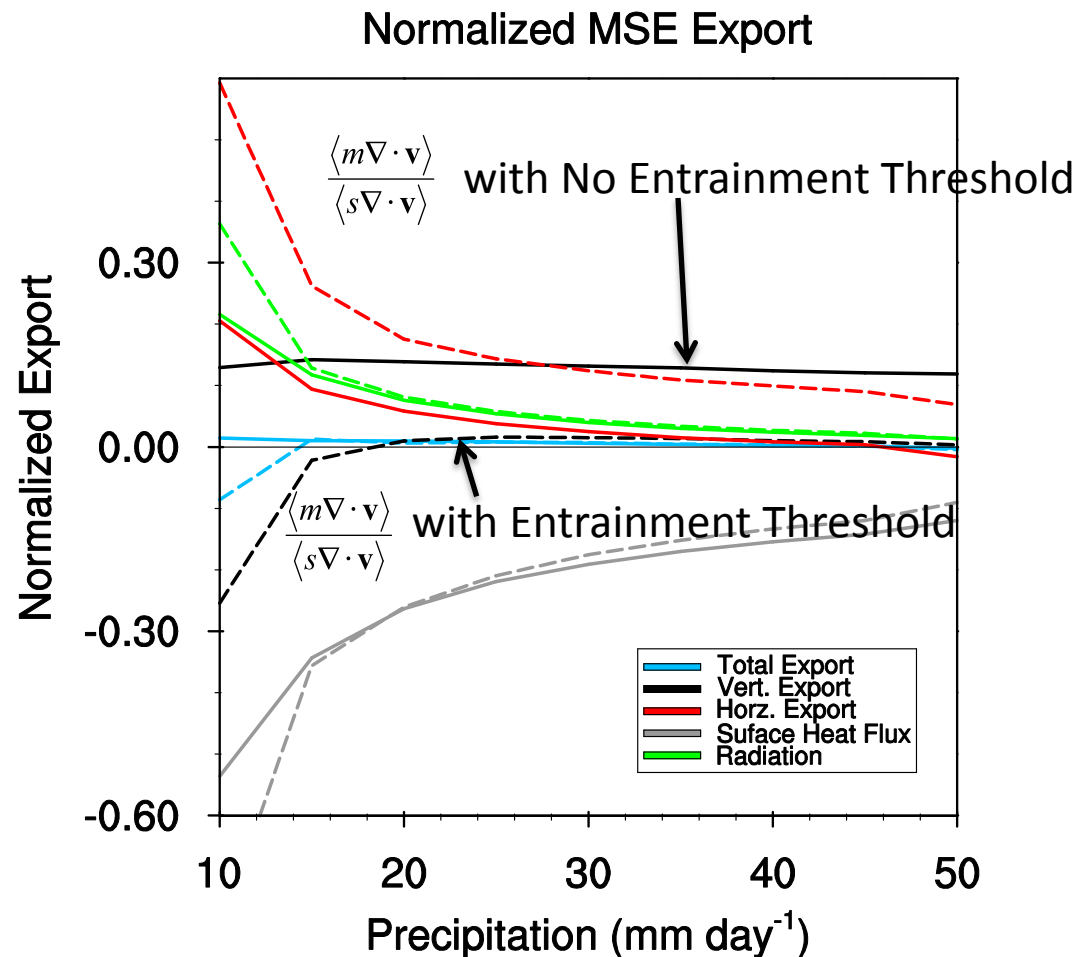 Normalized MSE Export
⟨m∇ · v⟩
⟨s∇ · v⟩
with No Entrainment Threshold
0.30
0.00
-0.30
-0.60
Normalized Export
⟨m∇ · v⟩
⟨s∇ · v⟩
with Entrainment Threshold
Total Export
Vert. Export
Horz. Export
Suface Heat Flux
Radiation
10 20 30 40 50
Precipitation (mm day⁻¹)